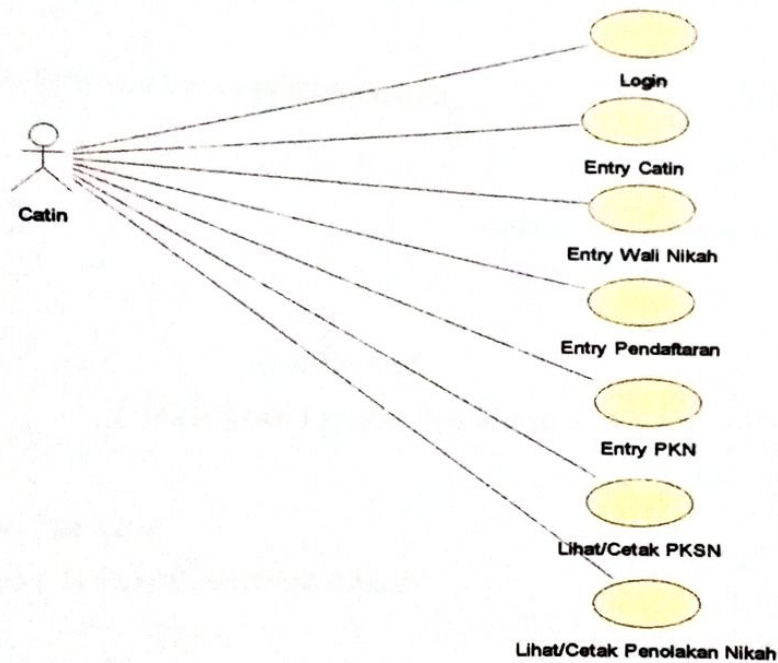 Login
Entry Catin
Catin
Entry Wali Nikah
Entry Pendaftaran
Entry PKN
Lihat/Cetak PKSN
Lihat/Cetak Penolakan Nikah